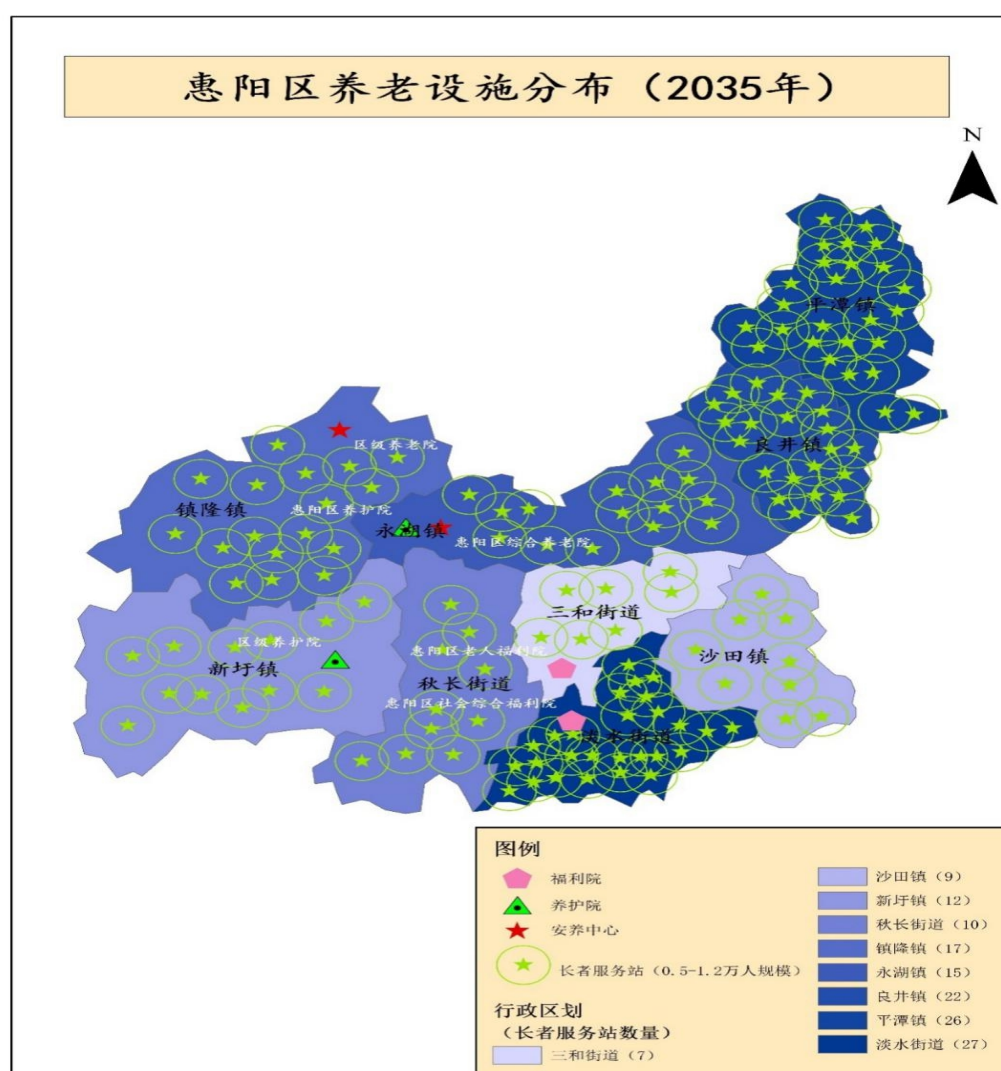 惠阳区养老设施分布（2035年）
N
平潭镇
良井镇
区级养老院
镇隆镇
惠阳区养护院
永湖镇
惠阳区综合养老院
三和街道
区级养护院
惠阳区老人福利院
沙田镇
新圩镇
秋长街道
惠阳区社会综合福利院
淡水街道
图例
福利院
养护院
安养中心
长者服务站（0.5-1.2万人规模）
行政区划
（长者服务站数量）
三和街道（7）
沙田镇（9）
新圩镇（12）
秋长街道（10）
镇隆镇（17）
永湖镇（15）
良井镇（22）
平潭镇（26）
淡水街道（27）